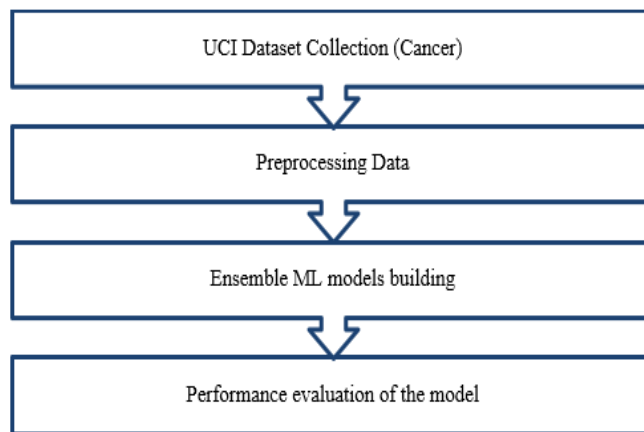 UCI Dataset Collection (Cancer)
Preprocessing Data
Ensemble ML models building
Performance evaluation of the model